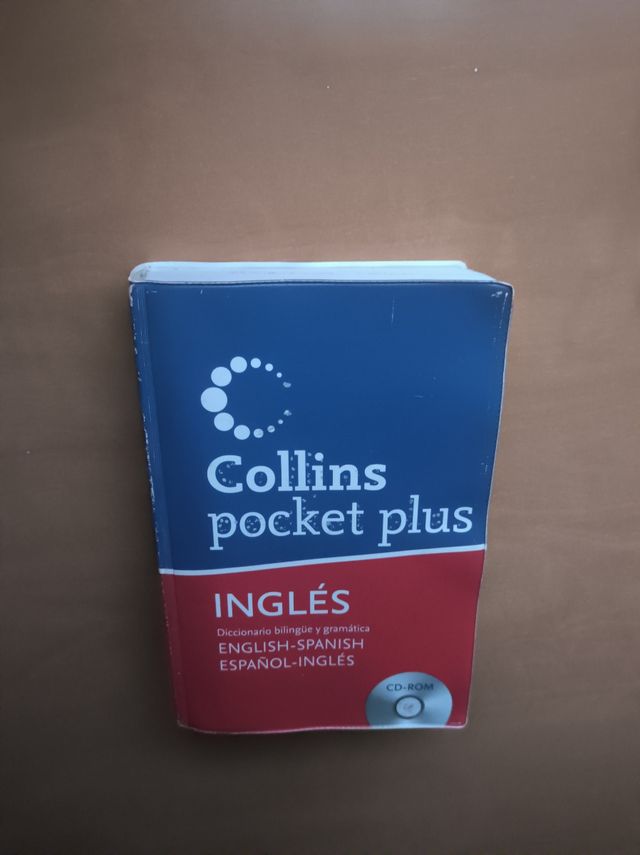 Collins
pocket plus
INGLÉS
Diccionario bilingüe y gramática
ENGLISH-SPANISH
ESPAÑOL-INGLÉS
CD-ROM